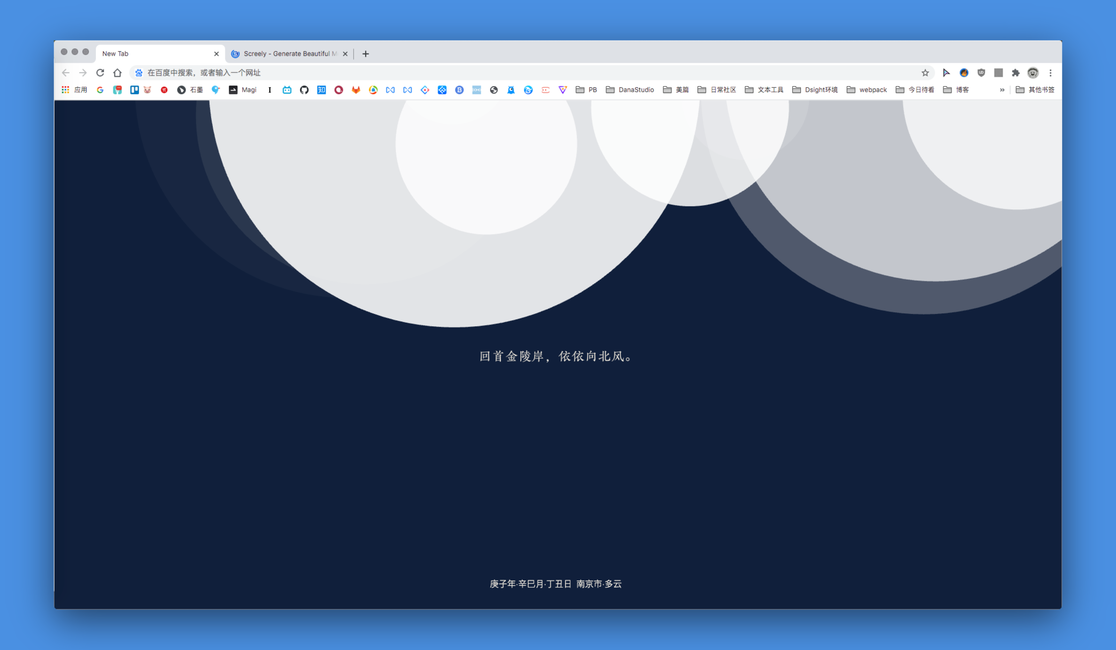 New Tab
Screely - Generate Beautiful M
在百度中搜索，或者输入一个网址
应用 石墨 Magi PB DanaStudio 美篇 日常社区 文本工具 Dsight环境 webpack 今日待看 博客 » 其他书签
回首金陵岸，依依向北风。
庚子年·辛巳月·丁丑日 南京市·多云